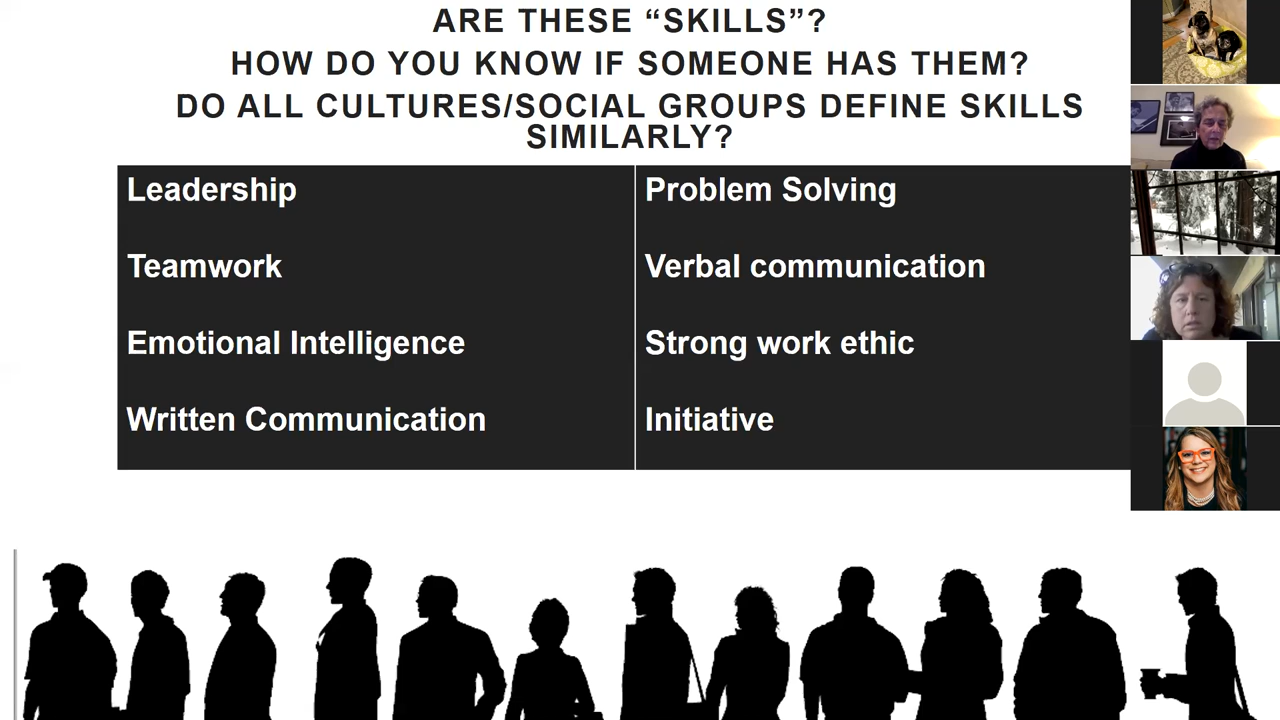 ARE THESE “SKILLS”?
HOW DO YOU KNOW IF SOMEONE HAS THEM?
DO ALL CULTURES/SOCIAL GROUPS DEFINE SKILLS
SIMILARLY?
Leadership
Problem Solving
Teamwork
Verbal communication
Emotional Intelligence
Strong work ethic
Written Communication
Initiative